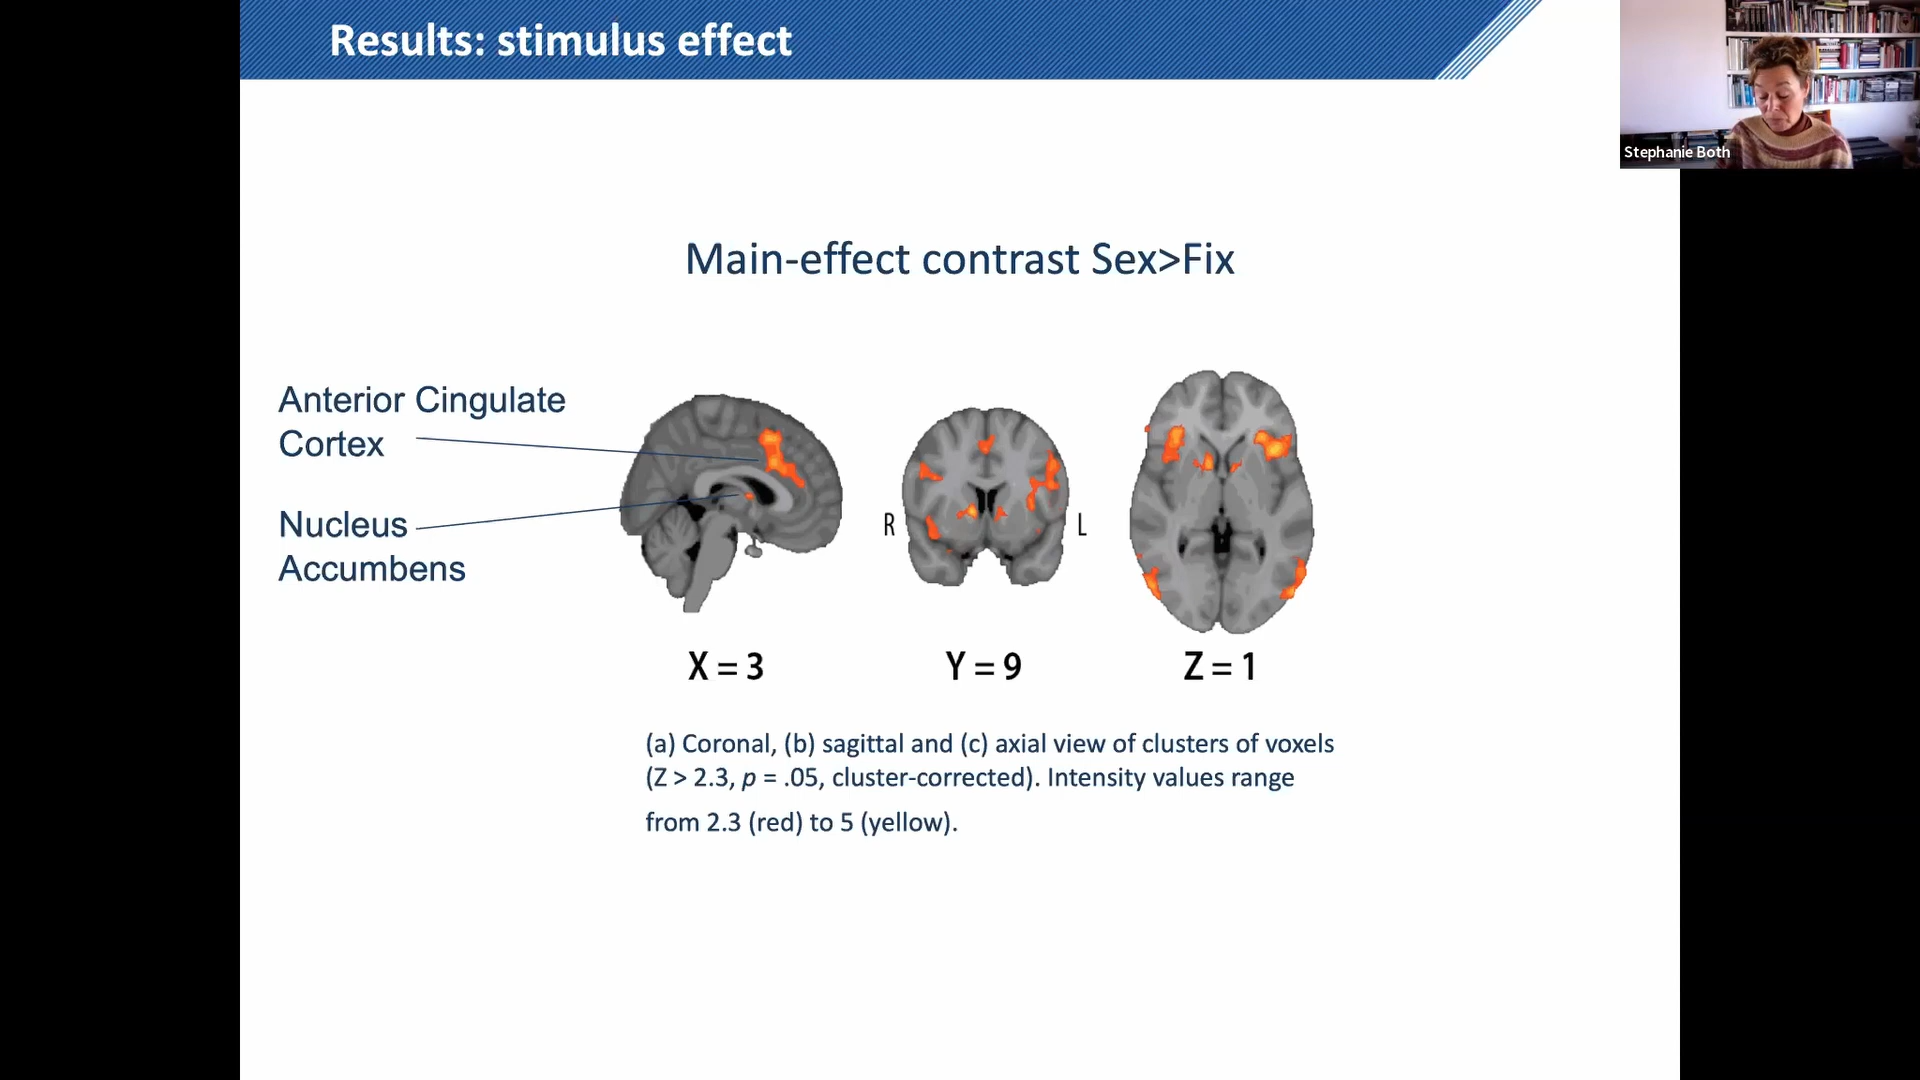 Results: stimulus effect
Stephanie Both
Main-effect contrast Sex>Fix
Anterior Cingulate
Cortex
Nucleus
Accumbens
R
L
X = 3
Y = 9
Z = 1
(a) Coronal, (b) sagittal and (c) axial view of clusters of voxels
(Z > 2.3, p = .05, cluster-corrected). Intensity values range
from 2.3 (red) to 5 (yellow).